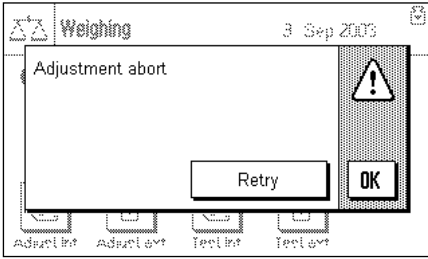 Weighing 3 Sep 2003
Adjustment abort
Retry
OK
Adjust int Adjust ext Test int Test ext